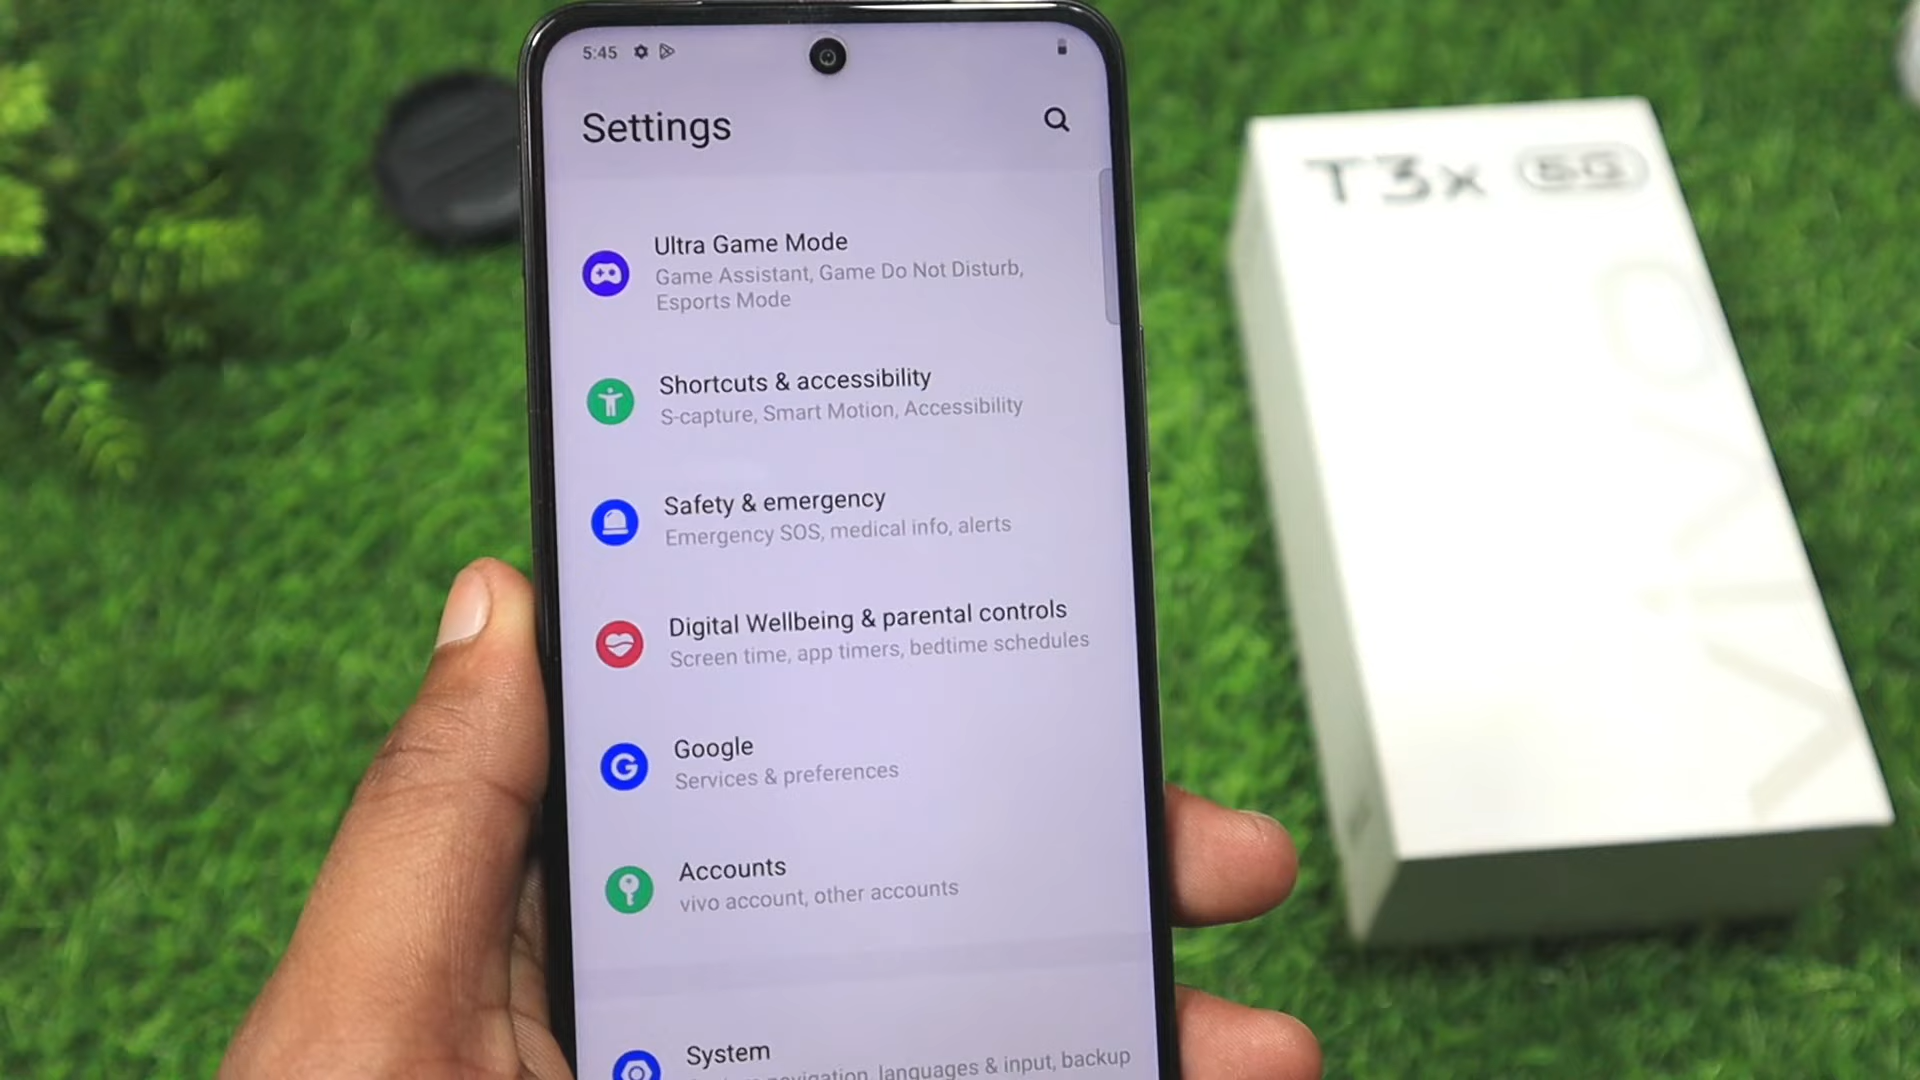 5:45
Settings
Ultra Game Mode
Game Assistant, Game Do Not Disturb,
Esports Mode
Shortcuts & accessibility
S-capture, Smart Motion, Accessibility
Safety & emergency
Emergency SOS, medical info, alerts
Digital Wellbeing & parental controls
Screen time, app timers, bedtime schedules
Google
Services & preferences
Accounts
vivo account, other accounts
System
navigation, languages & input, backup
T3x 5G
VIVO